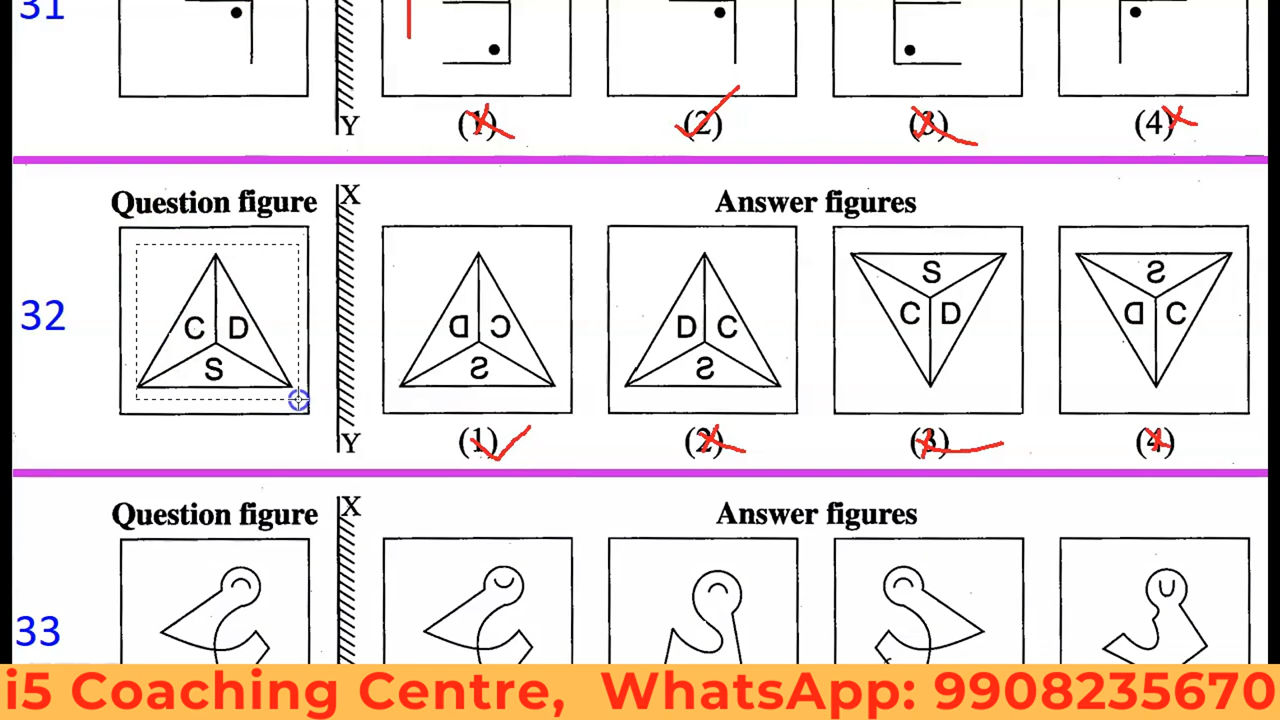 31
Y
(1) (2) (3) (4)
Question figure X Answer figures
32
C D
S
D C
S
D C
S
S
C D
S
D C
Y
(1) (2) (3) (4)
Question figure X Answer figures
33
i5 Coaching Centre, WhatsApp: 9908235670